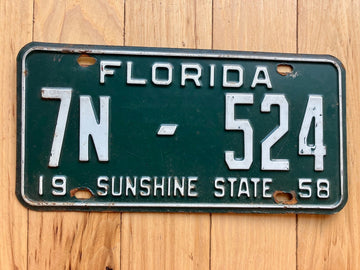 FLORIDA
7N - 524
19 SUNSHINE STATE 58